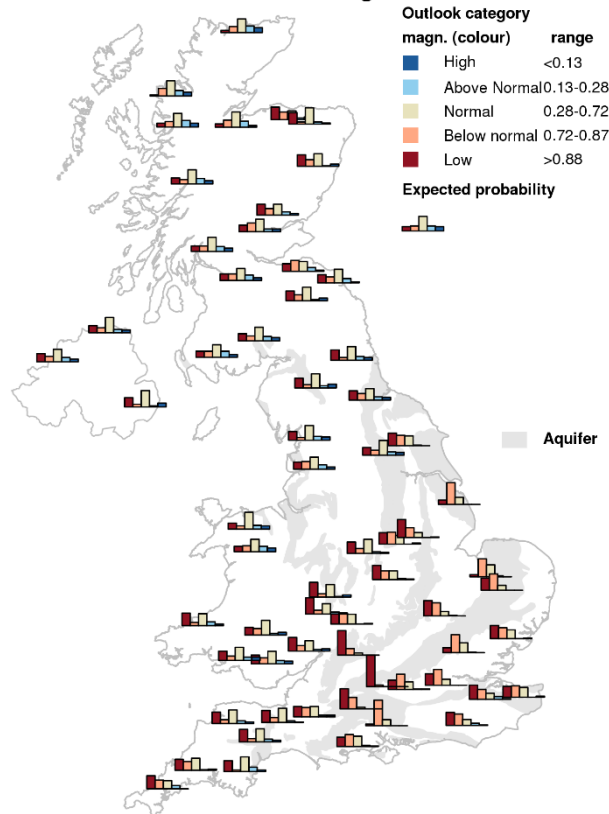 Outlook category
magn. (colour) range
High <0.13
Above Normal 0.13-0.28
Normal 0.28-0.72
Below normal 0.72-0.87
Low >0.88
Expected probability
Aquifer